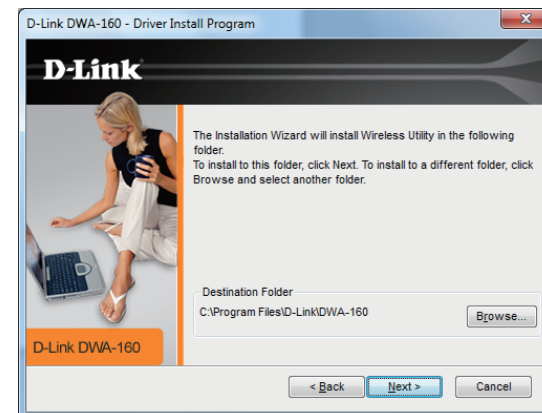 D-Link DWA-160 - Driver Install Program
D-Link
The Installation Wizard will install Wireless Utility in the following
folder.
To install to this folder, click Next. To install to a different folder, click
Browse and select another folder.
Destination Folder
C:\Program Files\D-Link\DWA-160
Browse...
D-Link DWA-160
< Back
Next >
Cancel